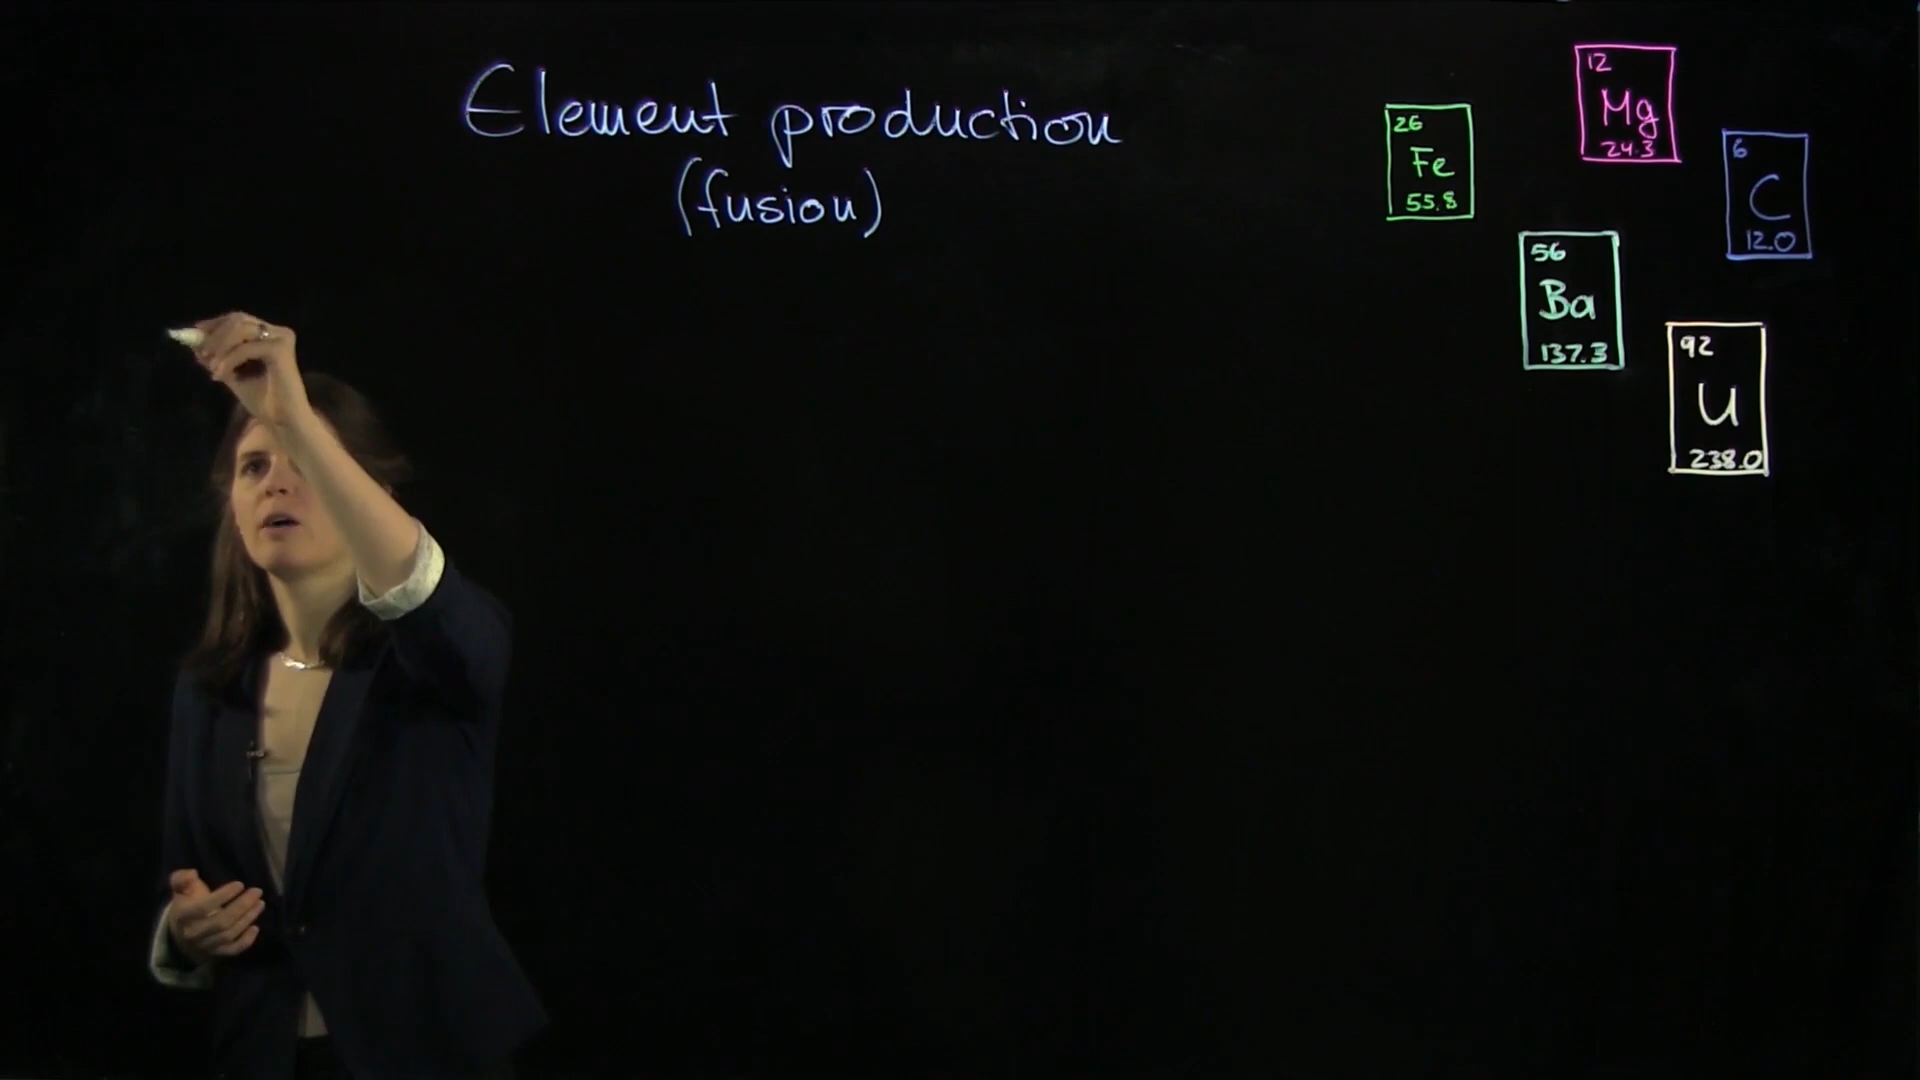 Element production
(fusion)
26
Fe
55.8
12
Mg
24.3
6
C
12.0
56
Ba
137.3
92
U
238.0